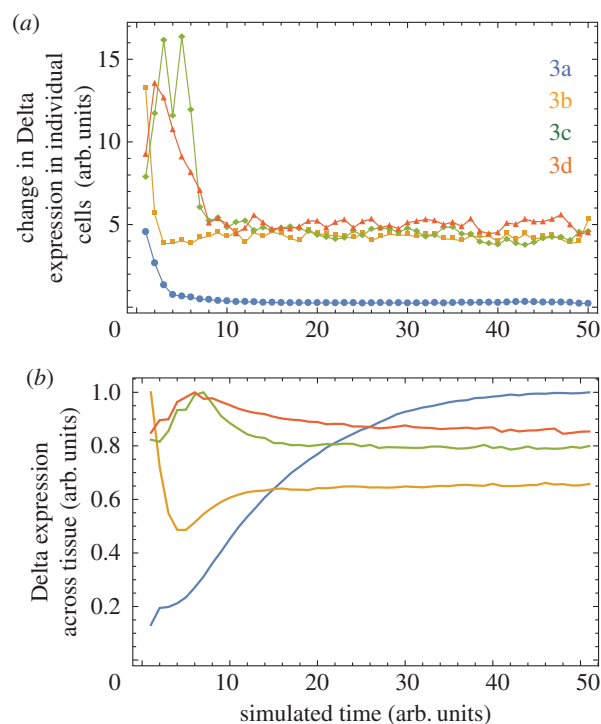 (a)
15
10
5
0
10
20
30
40
50
change in Delta
expression in individual
cells (arb. units)
3a
3b
3c
3d
(b)
1.0
0.8
0.6
0.4
0.2
0
10
20
30
40
50
Delta expression
across tissue (arb. units)
simulated time (arb. units)